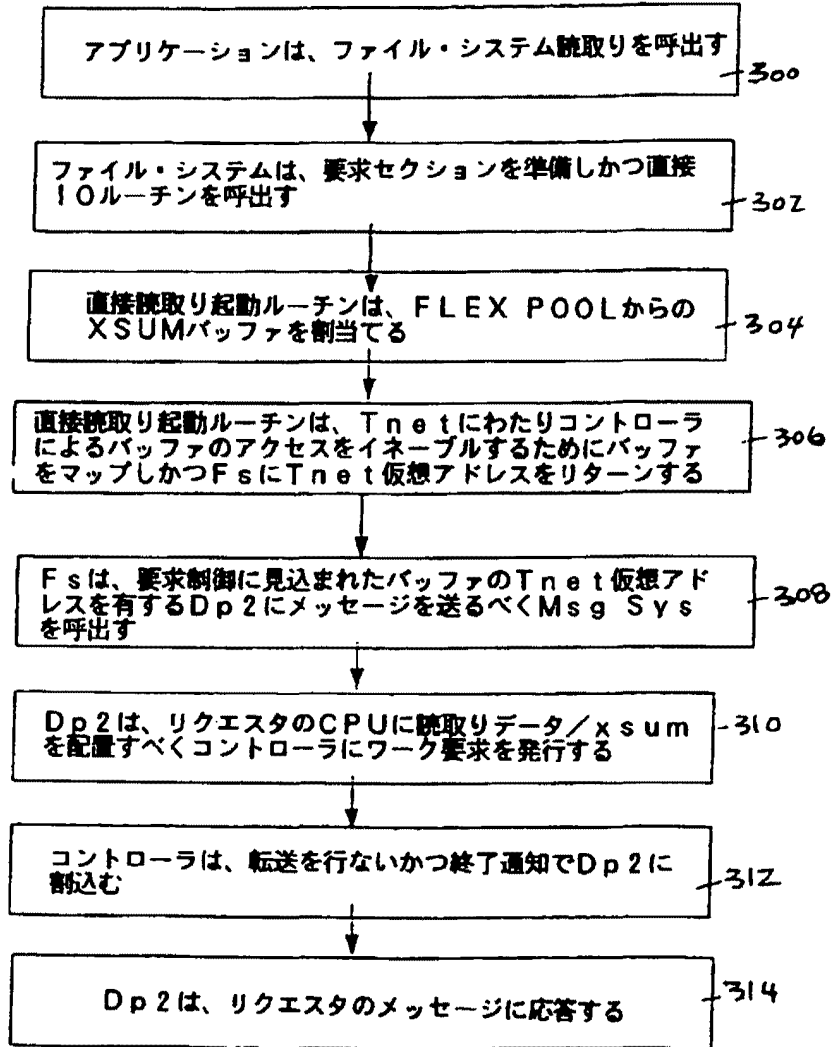 アプリケーションは、ファイル・システム読取りを呼出す
300
ファイル・システムは、要求セクションを準備しかつ直接
IOルーチンを呼出す
302
直接読取り起動ルーチンは、FLEX POOLからの
XSUMバッファを割当てる
304
直接読取り起動ルーチンは、Tnetにわたりコントローラ
によるバッファのアクセスをイネーブルするためにバッファ
をマップしかつFsにTnet仮想アドレスをリターンする
306
Fsは、要求制御に見込まれたバッファのTnet仮想アド
レスを有するDp2にメッセージを送るべくMsg Sys
を呼出す
308
Dp2は、リクエスタのCPUに読取りデータ/xsum
を配置すべくコントローラにワーク要求を発行する
310
コントローラは、転送を行ないかつ終了通知でDp2に
割込む
312
Dp2は、リクエスタのメッセージに応答する
314